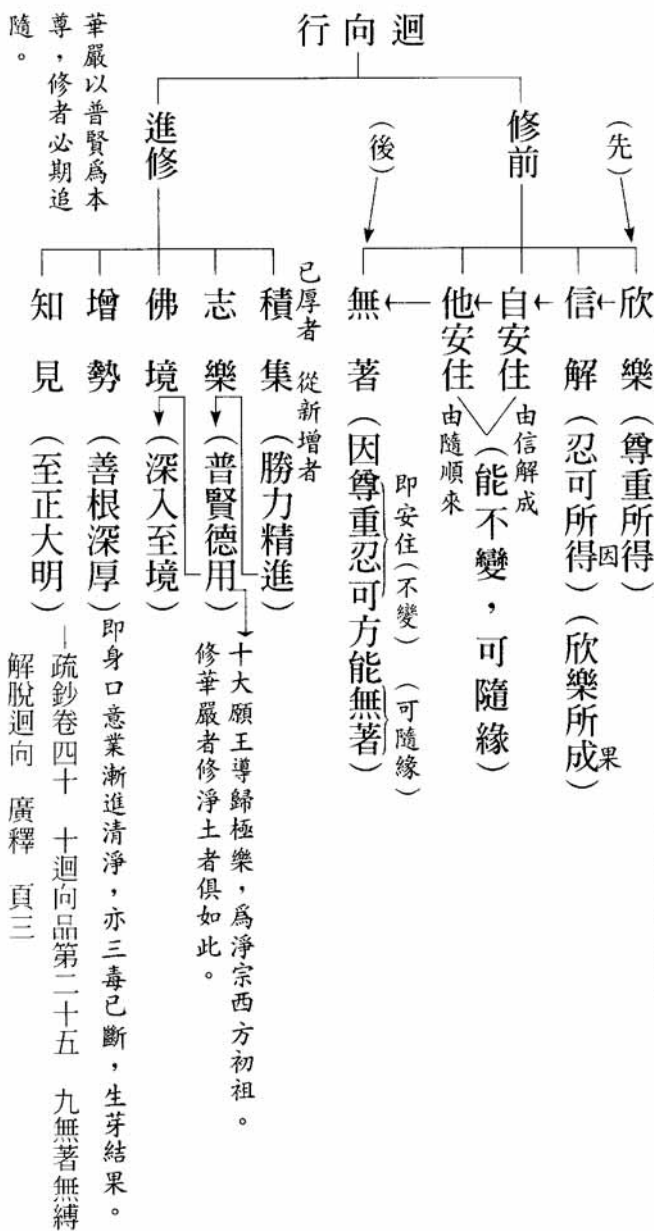 行向迴
修前
（先）
（後）
欣樂（尊重所得）
信解（忍可所得）（欣樂所成）
因
果
自安住
由信解成
他安住
由隨順來
（能不變，可隨緣）
無著（因尊重忍可方能無著）
即安住（不變）
（可隨緣）
進修
積集（勝力精進）
已厚者　從新增者
志樂（普賢德用）
十大願王導歸極樂，爲淨宗西方初祖。
修華嚴者修淨土者俱如此。
佛境（深入至境）
增勢（善根深厚）
即身口意業漸進清淨，亦三毒已斷，生芽結果。
知見（至正大明）
華嚴以普賢爲本
尊，修者必期追
隨。
疏鈔卷四十　十迴向品第二十五　九無著無縛
解脫迴向　廣釋　頁三